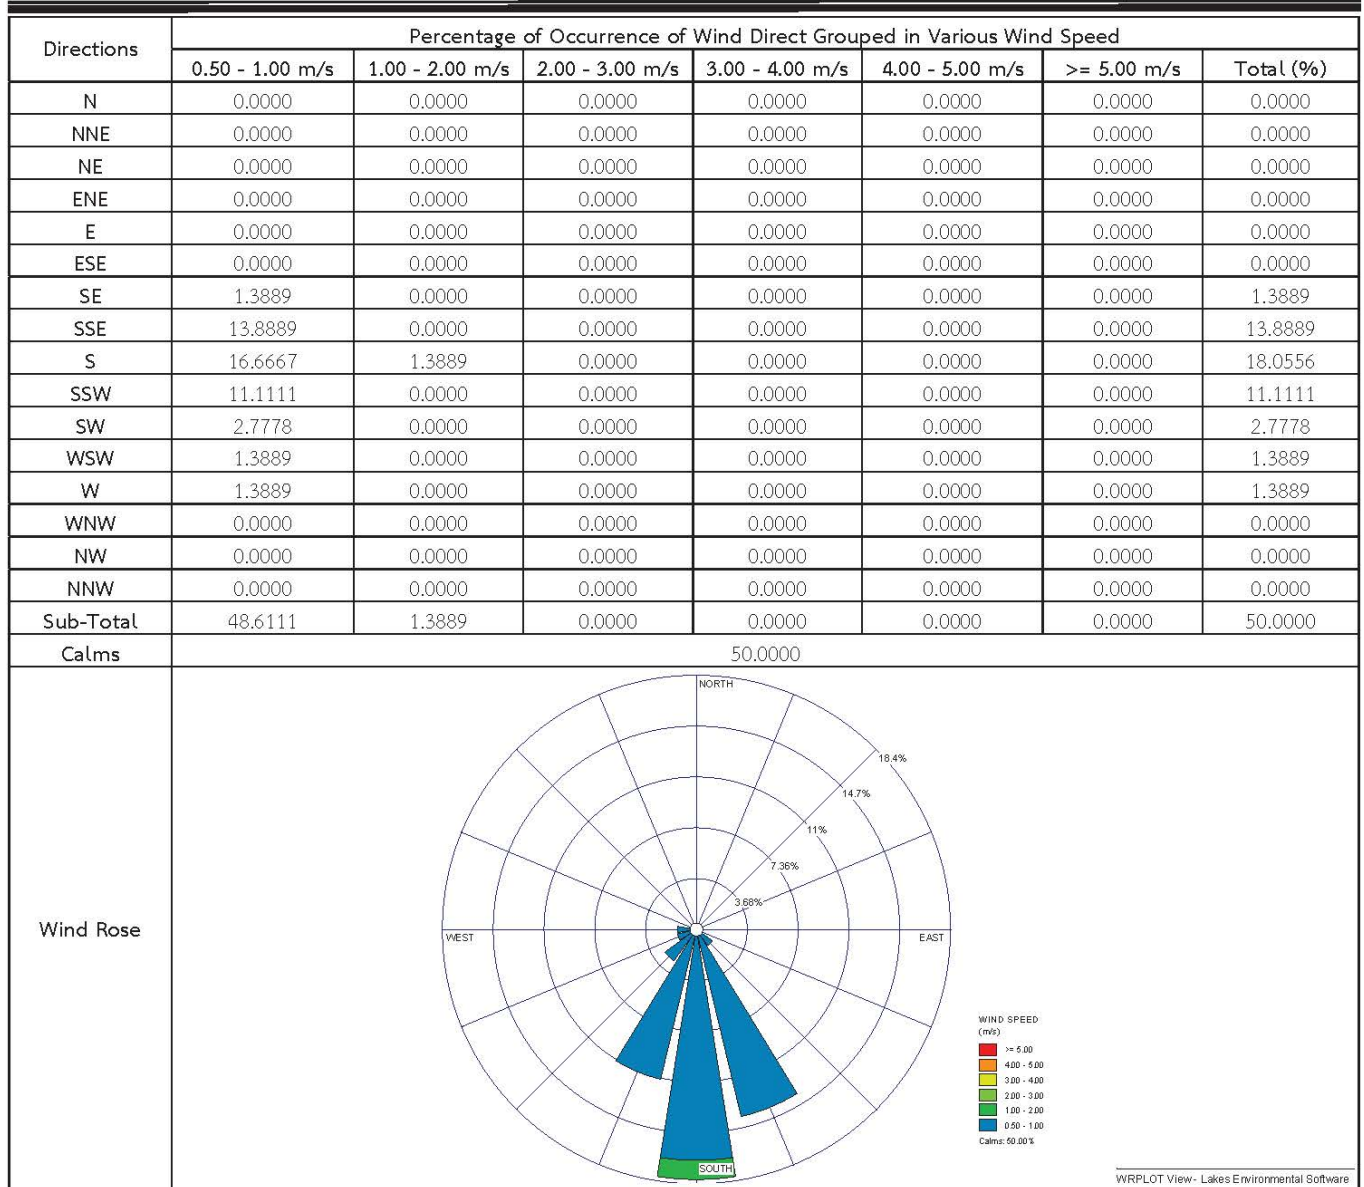 Directions Percentage of Occurrence of Wind Direct Grouped in Various Wind Speed
0.50 - 1.00 m/s 1.00 - 2.00 m/s 2.00 - 3.00 m/s 3.00 - 4.00 m/s 4.00 - 5.00 m/s >= 5.00 m/s Total (%)
N 0.0000 0.0000 0.0000 0.0000 0.0000 0.0000 0.0000
NNE 0.0000 0.0000 0.0000 0.0000 0.0000 0.0000 0.0000
NE 0.0000 0.0000 0.0000 0.0000 0.0000 0.0000 0.0000
ENE 0.0000 0.0000 0.0000 0.0000 0.0000 0.0000 0.0000
E 0.0000 0.0000 0.0000 0.0000 0.0000 0.0000 0.0000
ESE 0.0000 0.0000 0.0000 0.0000 0.0000 0.0000 0.0000
SE 1.3889 0.0000 0.0000 0.0000 0.0000 0.0000 1.3889
SSE 13.8889 0.0000 0.0000 0.0000 0.0000 0.0000 13.8889
S 16.6667 1.3889 0.0000 0.0000 0.0000 0.0000 18.0556
SSW 11.1111 0.0000 0.0000 0.0000 0.0000 0.0000 11.1111
SW 2.7778 0.0000 0.0000 0.0000 0.0000 0.0000 2.7778
WSW 1.3889 0.0000 0.0000 0.0000 0.0000 0.0000 1.3889
W 1.3889 0.0000 0.0000 0.0000 0.0000 0.0000 1.3889
WNW 0.0000 0.0000 0.0000 0.0000 0.0000 0.0000 0.0000
NW 0.0000 0.0000 0.0000 0.0000 0.0000 0.0000 0.0000
NNW 0.0000 0.0000 0.0000 0.0000 0.0000 0.0000 0.0000
Sub-Total 48.6111 1.3889 0.0000 0.0000 0.0000 0.0000 50.0000
Calms 50.0000
Wind Rose
NORTH
18.4%
14.7%
11%
7.36%
3.68%
WEST EAST
SOUTH
WIND SPEED
(m/s)
>= 5.00
4.00 - 5.00
3.00 - 4.00
2.00 - 3.00
1.00 - 2.00
0.50 - 1.00
Calms: 50.00%
WRPLOT View - Lakes Environmental Software